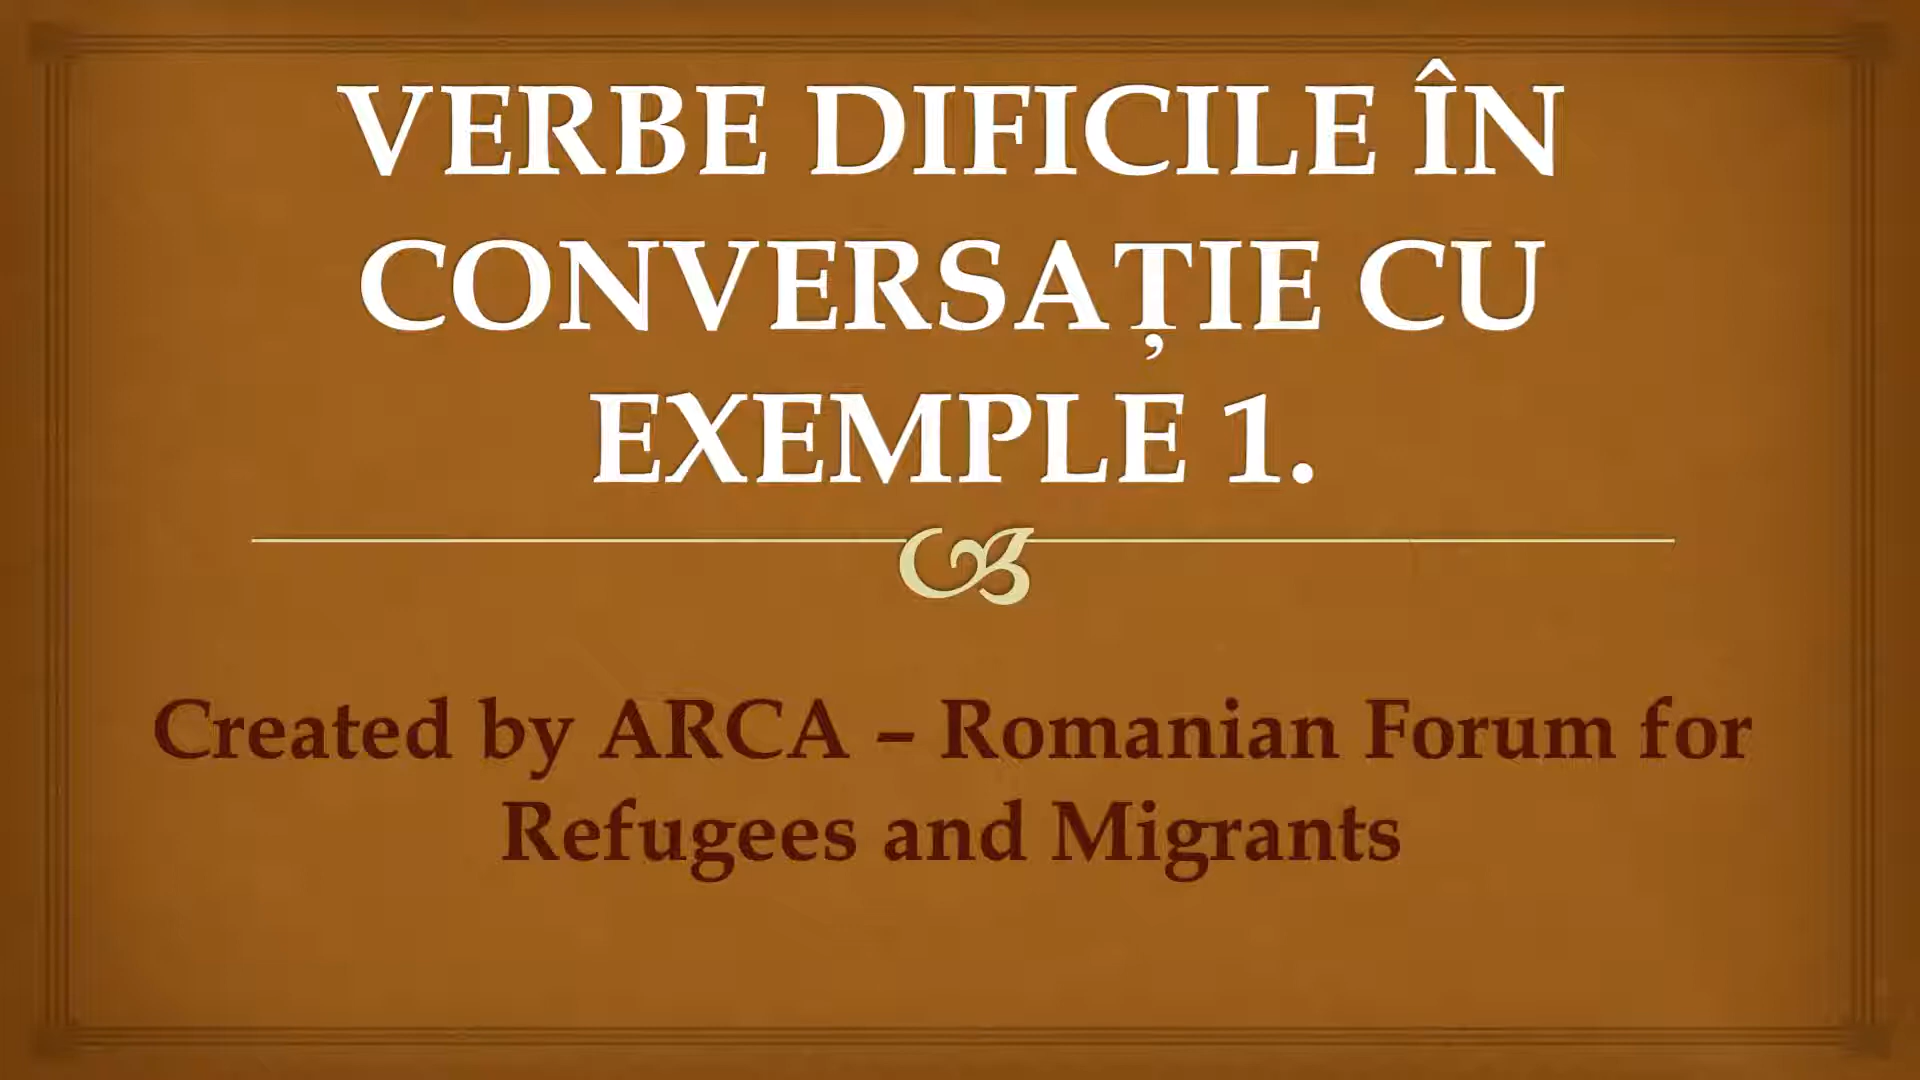 VERBE DIFICILE ÎN
CONVERSAȚIE CU
EXEMPLE 1.
Created by ARCA – Romanian Forum for
Refugees and Migrants